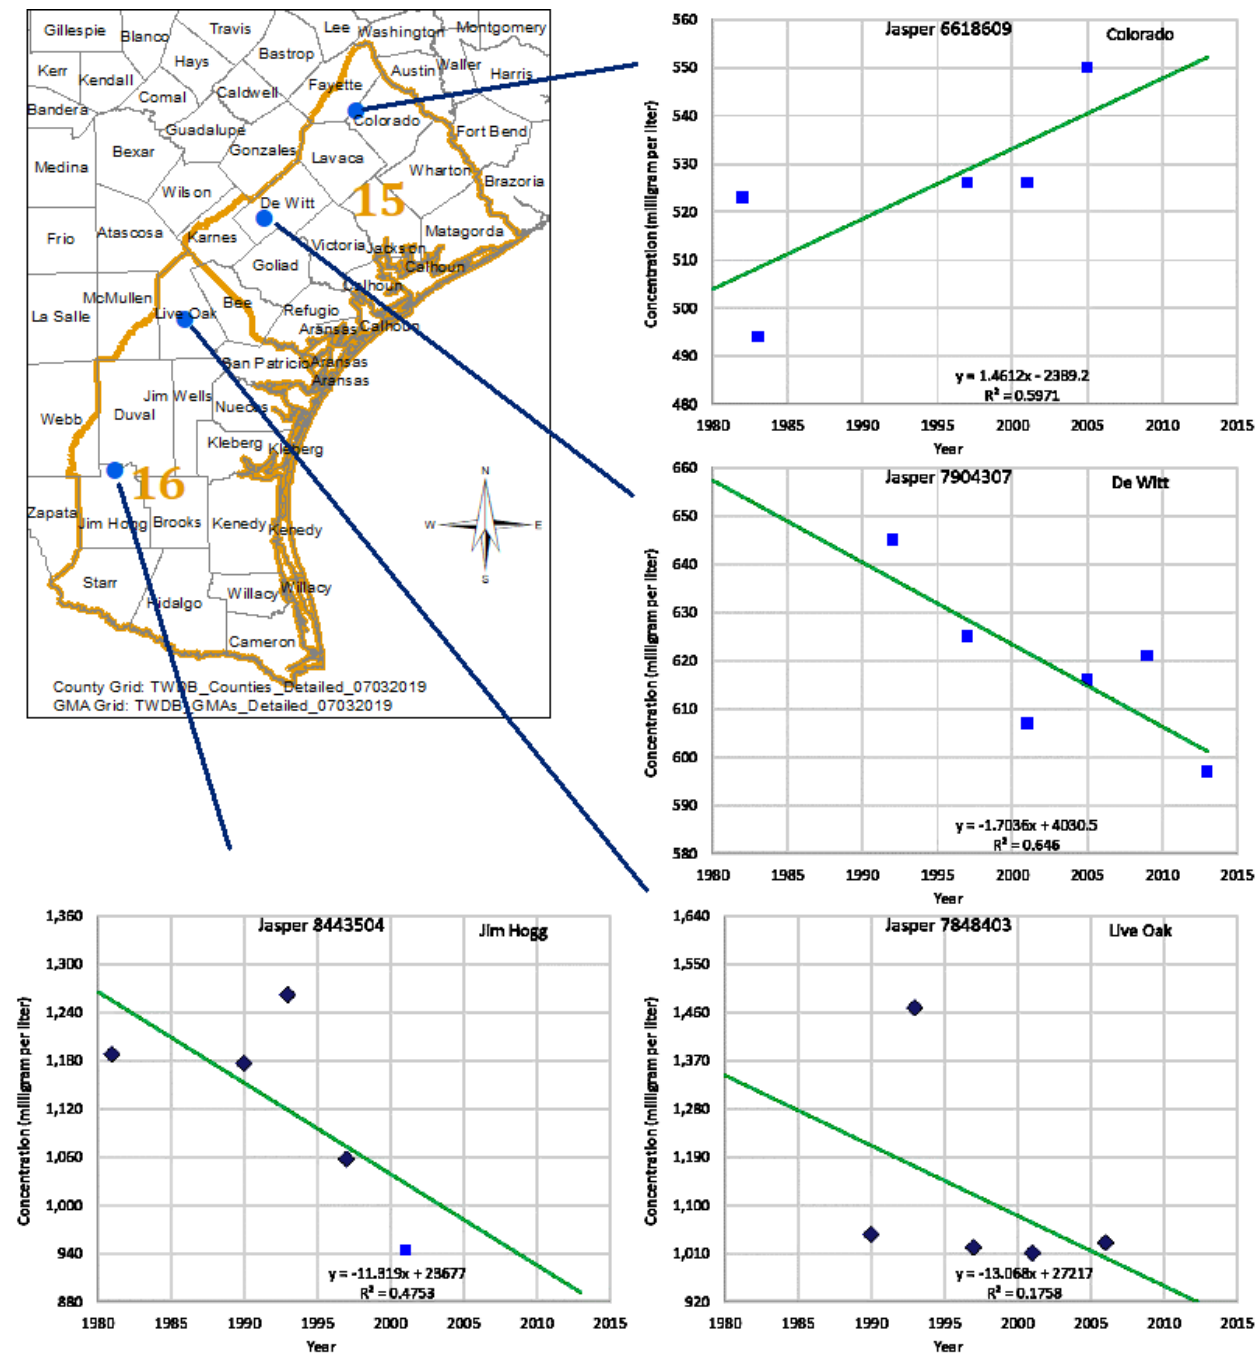 Gillespie
Blanco
Travis
Lee
Washington
Montgomery
Hays
Bastrop
Kerr
Kendall
Fayette
Austin
Waller
Harris
Comal
Caldwell
Bandera
Colorado
Guadalupe
Fort Bend
Bexar
Gonzales
Lavaca
Medina
Wharton
Wilson
Brazoria
De Witt
15
Frio
Atascosa
Karnes
Victoria
Jackson
Matagorda
Goliad
Calhoun
Calhoun
McMullen
Bee
La Salle
Live Oak
Refugio
Aransas
Calhoun
San Patricio
Aransas
Aransas
Jim Wells
Webb
Duval
Nueces
Kleberg
Kleberg
16
Zapata
Jim Hogg
Brooks
Kenedy
Kenedy
N
W
E
S
Starr
Hidalgo
Willacy
Willacy
Cameron
County Grid: TWDB_Counties_Detailed_07032019
GMA Grid: TWDB_GMAs_Detailed_07032019
Jasper 6618609
Colorado
Concentration (milligram per liter)
560
550
540
530
520
510
500
490
480
y = 1.4612x - 2389.2
R² = 0.5971
1980 1985 1990 1995 2000 2005 2010 2015
Year
Jasper 7904307
De Witt
Concentration (milligram per liter)
660
650
640
630
620
610
600
590
580
y = -1.7036x + 4030.5
R² = 0.646
1980 1985 1990 1995 2000 2005 2010 2015
Year
Jasper 8443504
Jim Hogg
Concentration (milligram per liter)
1,360
1,300
1,240
1,180
1,120
1,060
1,000
940
880
y = -11.319x + 23677
R² = 0.4753
1980 1985 1990 1995 2000 2005 2010 2015
Year
Jasper 7848403
Live Oak
Concentration (milligram per liter)
1,640
1,550
1,460
1,370
1,280
1,190
1,100
1,010
920
y = -13.068x + 27217
R² = 0.1758
1980 1985 1990 1995 2000 2005 2010 2015
Year